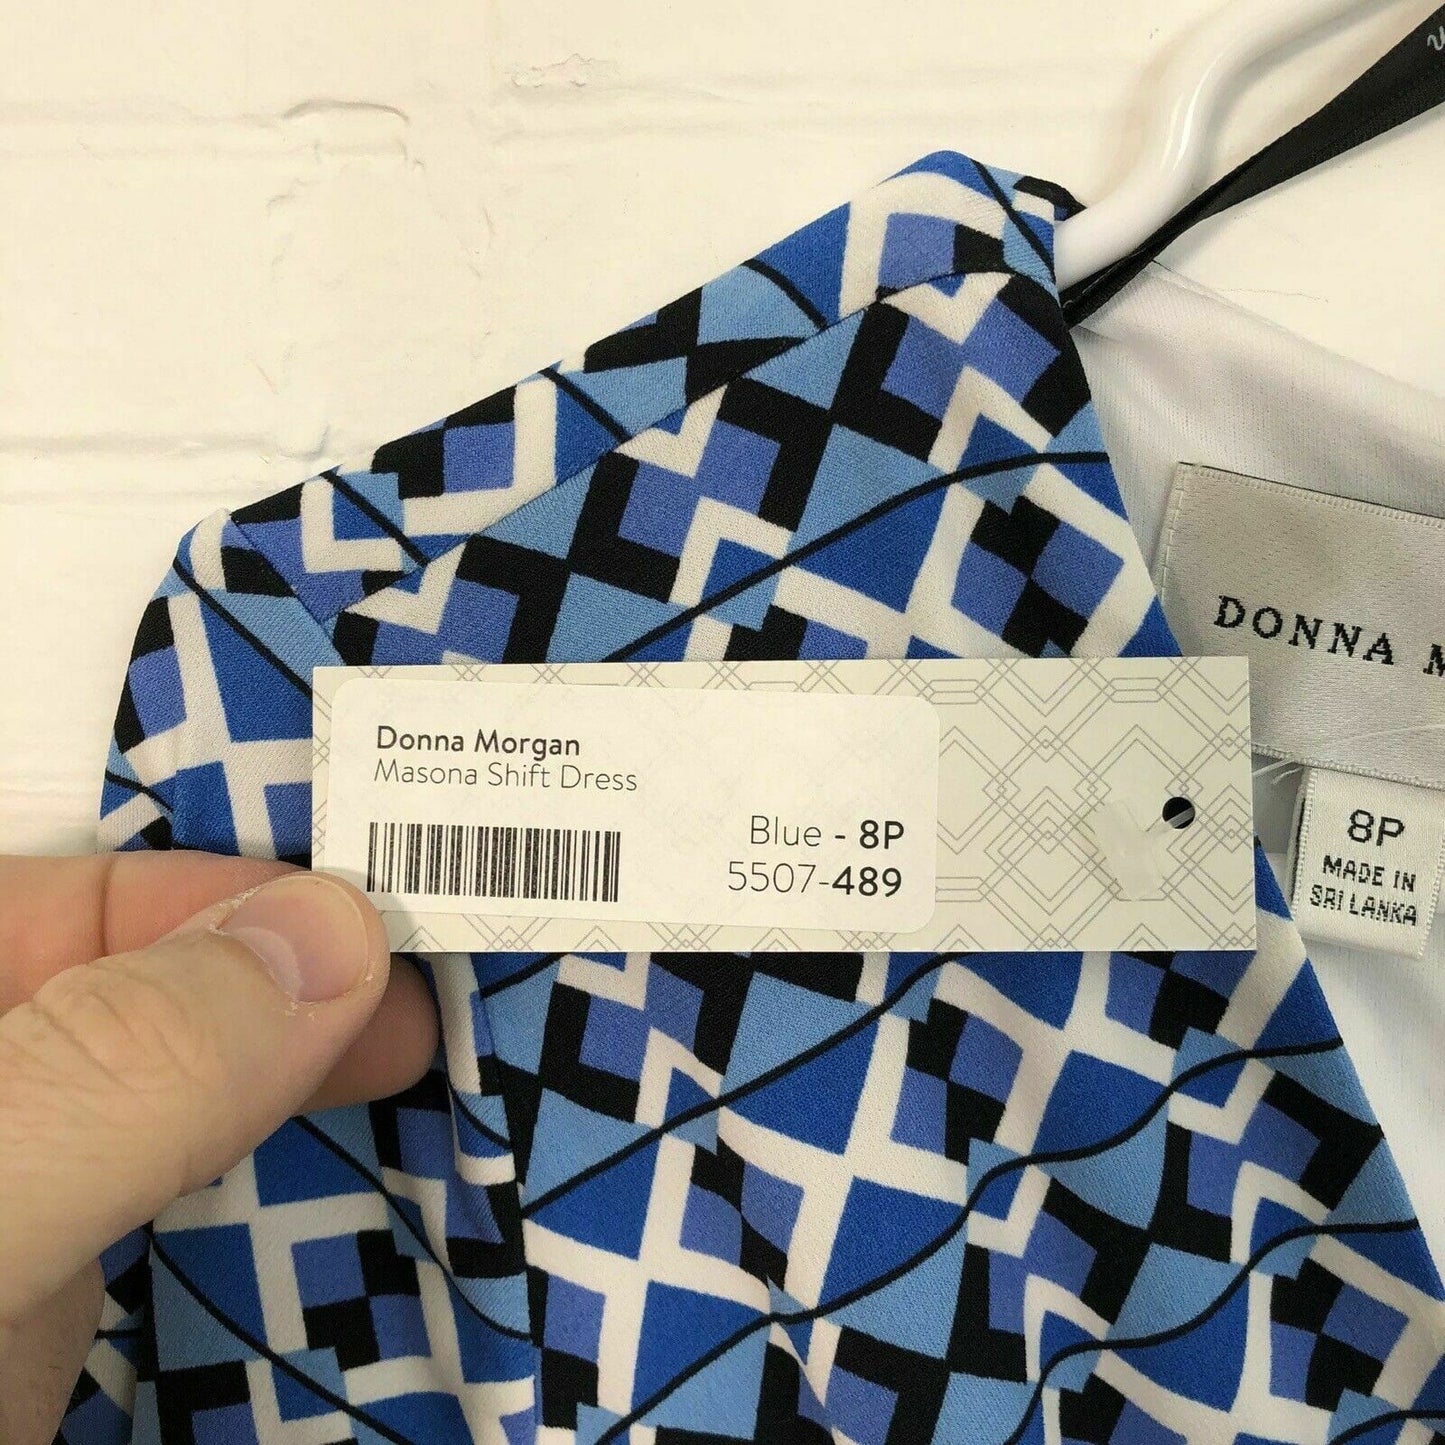 Donna Morgan
Masona Shift Dress
Blue - 8P
5507-489
DONNA
8P
MADE IN
SRI LANKA